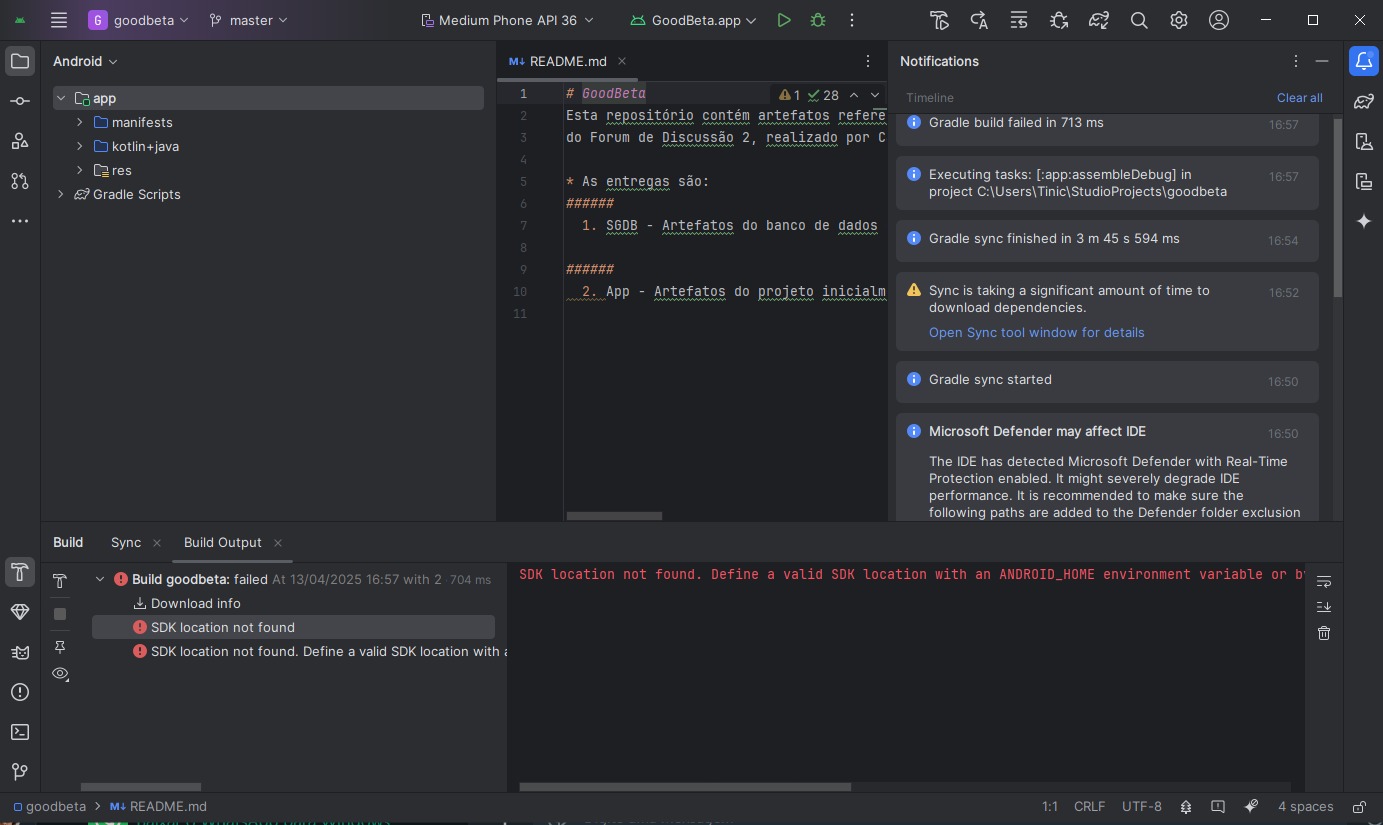 G goodbeta master Medium Phone API 36 GoodBeta.app
Android
app
manifests
kotlin+java
res
Gradle Scripts
M↓ README.md
1 # GoodBeta
1 28
2 Esta repositório contém artefatos refere
3 do Forum de Discussão 2, realizado por C
4
5 * As entregas são:
6 ######
7 1. SGDB - Artefatos do banco de dados
8
9 ######
10 2. App - Artefatos do projeto inicialm
11
Notifications
Timeline Clear all
Gradle build failed in 713 ms 16:57
Executing tasks: [:app:assembleDebug] in 16:57
project C:\Users\Tinic\StudioProjects\goodbeta
Gradle sync finished in 3 m 45 s 594 ms 16:54
Sync is taking a significant amount of time to 16:52
download dependencies.
Open Sync tool window for details
Gradle sync started 16:50
Microsoft Defender may affect IDE 16:50
The IDE has detected Microsoft Defender with Real-Time
Protection enabled. It might severely degrade IDE
performance. It is recommended to make sure the
following paths are added to the Defender folder exclusion
Build Sync Build Output
Build goodbeta: failed At 13/04/2025 16:57 with 2 704 ms
Download info
SDK location not found
SDK location not found. Define a valid SDK location with a
SDK location not found. Define a valid SDK location with an ANDROID_HOME environment variable or b
goodbeta > M↓ README.md 1:1 CRLF UTF-8 4 spaces